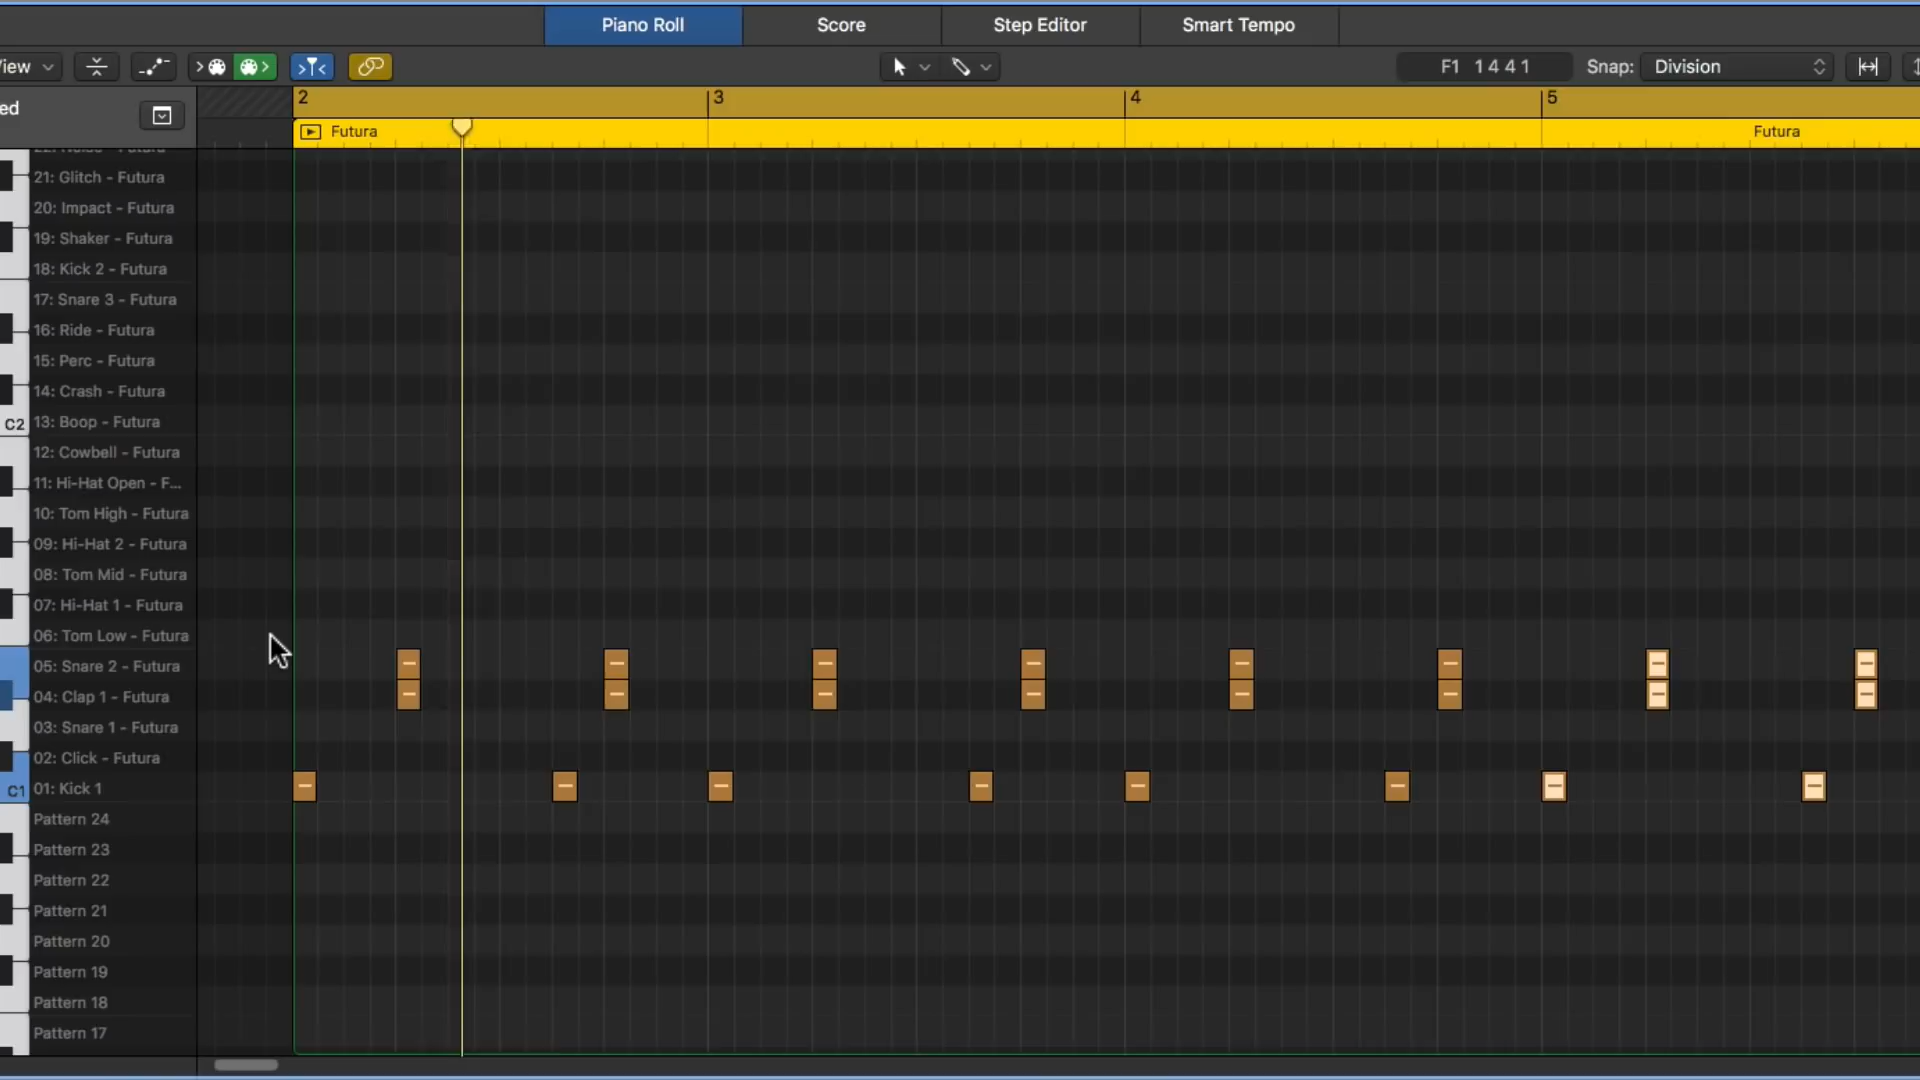 Piano Roll
Score
Step Editor
Smart Tempo
iew
F1 1 4 4 1
Snap: Division
ed
2
3
4
5
Futura
Futura
21: Glitch - Futura
20: Impact - Futura
19: Shaker - Futura
18: Kick 2 - Futura
17: Snare 3 - Futura
16: Ride - Futura
15: Perc - Futura
14: Crash - Futura
C2 13: Boop - Futura
12: Cowbell - Futura
11: Hi-Hat Open - F...
10: Tom High - Futura
09: Hi-Hat 2 - Futura
08: Tom Mid - Futura
07: Hi-Hat 1 - Futura
06: Tom Low - Futura
05: Snare 2 - Futura
04: Clap 1 - Futura
03: Snare 1 - Futura
02: Click - Futura
C1 01: Kick 1
Pattern 24
Pattern 23
Pattern 22
Pattern 21
Pattern 20
Pattern 19
Pattern 18
Pattern 17